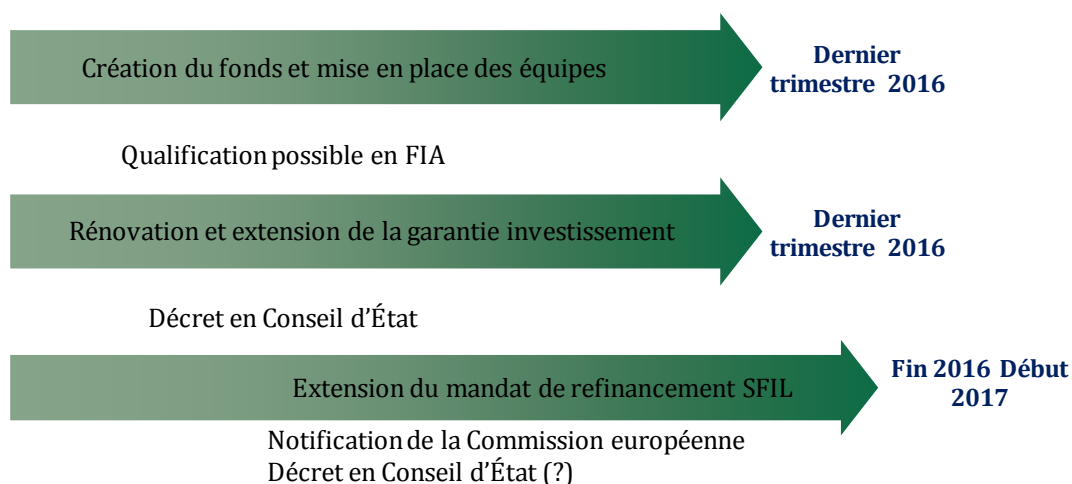 Création du fonds et mise en place des équipes
Dernier
trimestre 2016
Qualification possible en FIA
Rénovation et extension de la garantie investissement
Dernier
trimestre 2016
Décret en Conseil d’État
Extension du mandat de refinancement SFIL
Fin 2016 Début
2017
Notification de la Commission européenne
Décret en Conseil d’État (?)